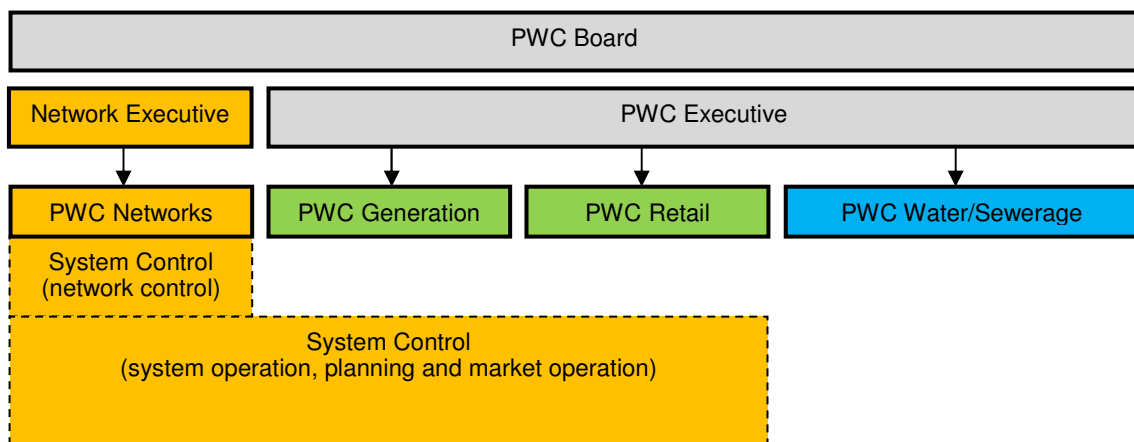 PWC Board
Network Executive
PWC Executive
PWC Networks
PWC Generation
PWC Retail
PWC Water/Sewerage
System Control
(network control)
System Control
(system operation, planning and market operation)